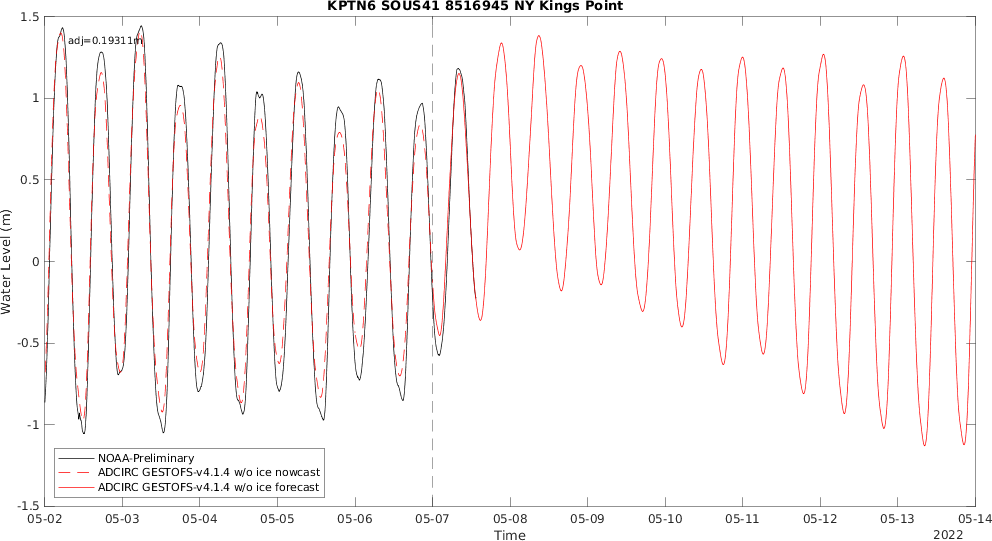 KPTN6 SOUS41 8516945 NY Kings Point
adj=0.19311m
Water Level (m)
1.5
1
0.5
0
-0.5
-1
-1.5
NOAA-Preliminary
ADCIRC GESTOFS-v4.1.4 w/o ice nowcast
ADCIRC GESTOFS-v4.1.4 w/o ice forecast
05-02 05-03 05-04 05-05 05-06 05-07 05-08 05-09 05-10 05-11 05-12 05-13 05-14
Time
2022